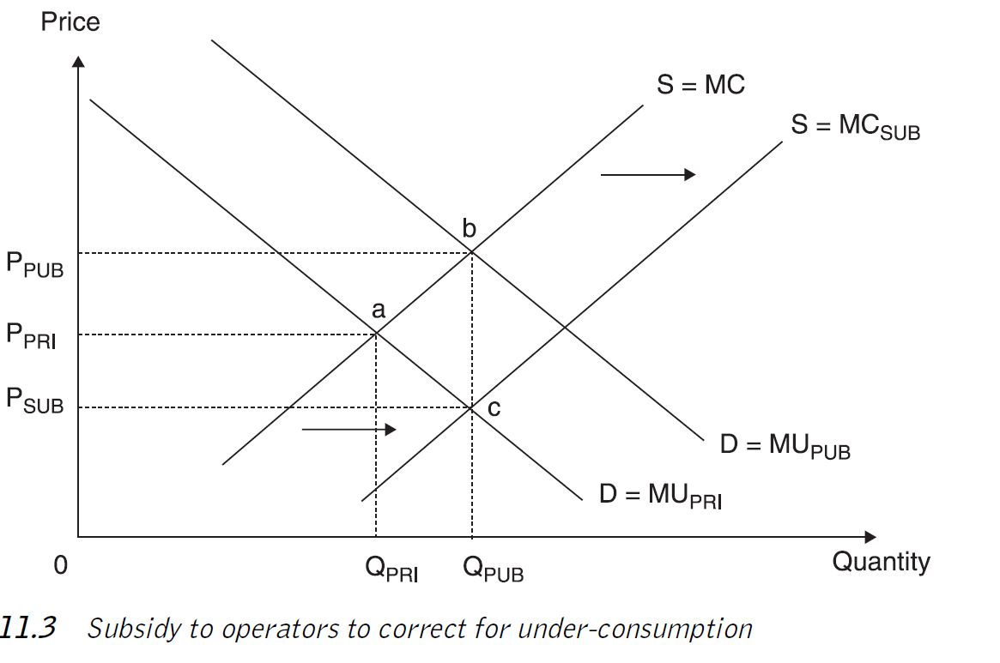 Price
S = MC
S = MCSUB
b
PPUB
a
PPRI
PSUB
c
D = MUPUB
D = MUPRI
0
QPRI
QPUB
Quantity
11.3 Subsidy to operators to correct for under-consumption